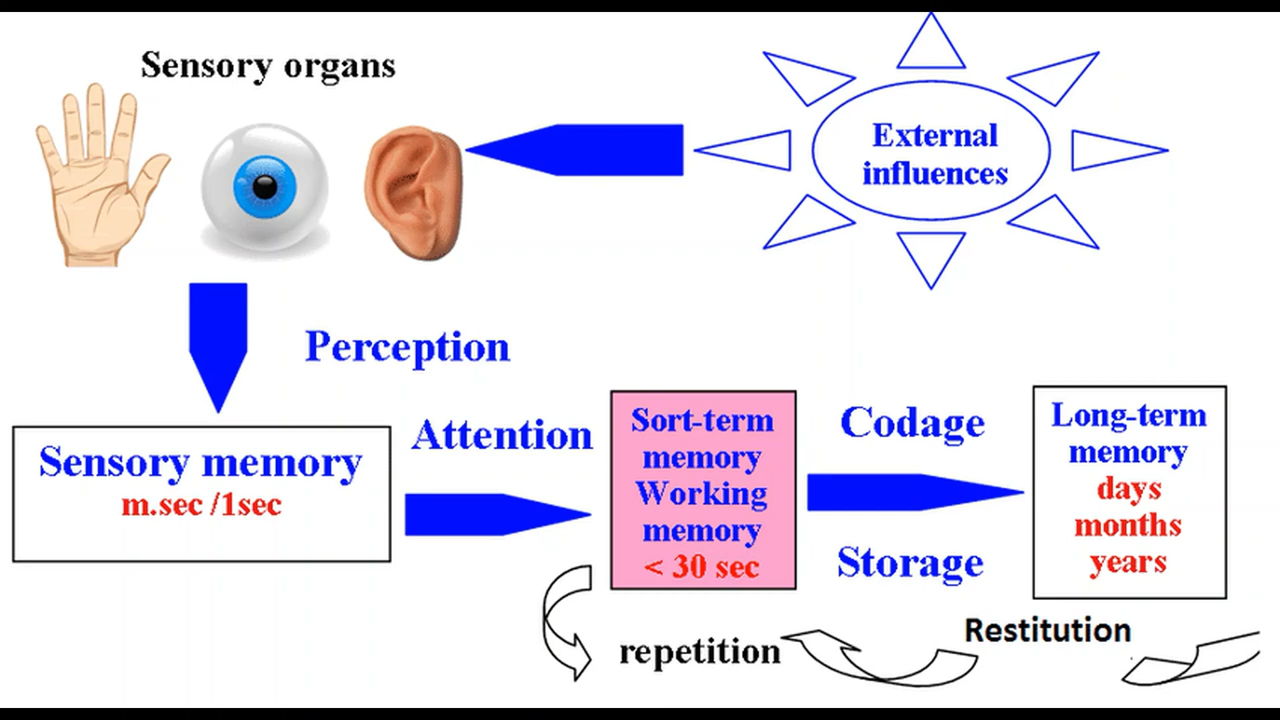 Sensory organs
External
influences
Perception
Sensory memory
m.sec /1sec
Attention
Sort-term
memory
Working
memory
< 30 sec
Codage
Storage
Long-term
memory
days
months
years
repetition
Restitution